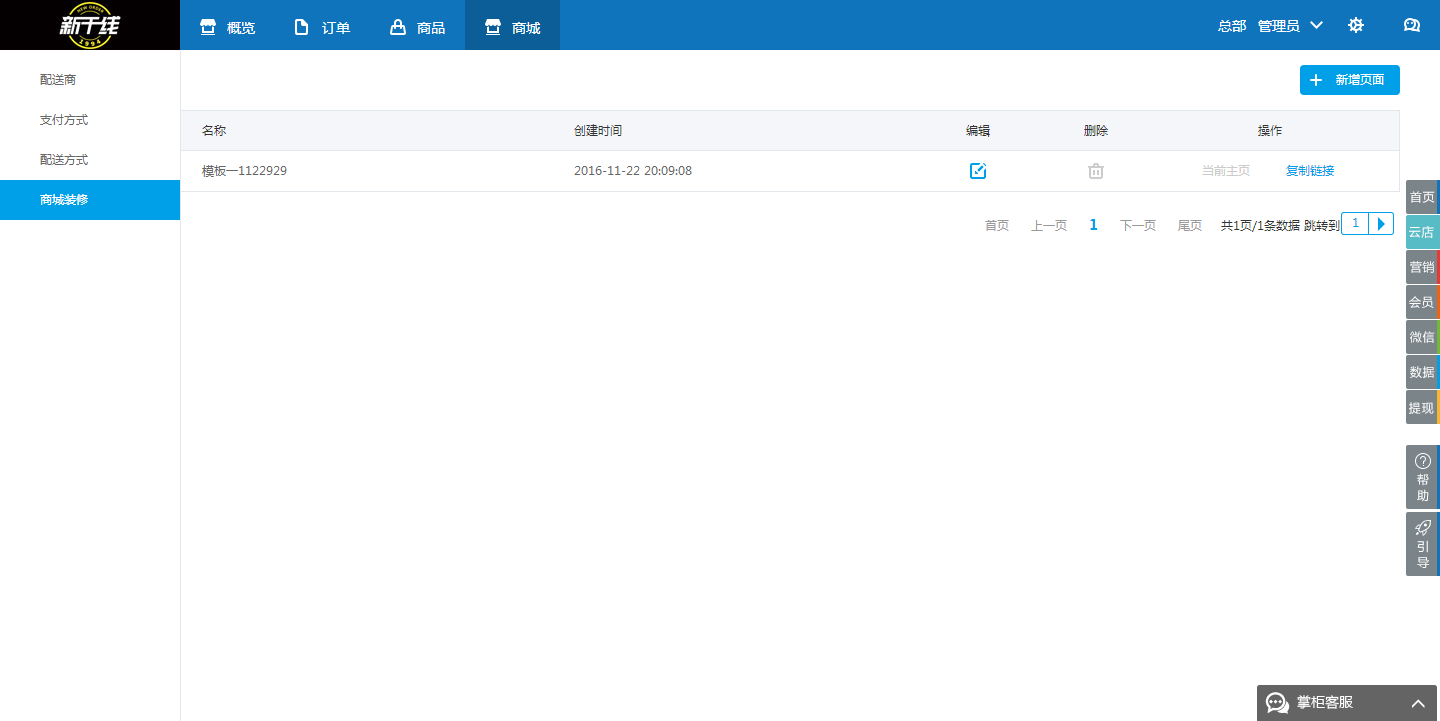 NEW ORDER
新干线
1994
概览
订单
商品
商城
总部 管理员
配送商
支付方式
配送方式
商城装修
新增页面
名称 创建时间 编辑 删除 操作
模板一1122929 2016-11-22 20:09:08 当前主页 复制链接
首页 上一页 1 下一页 尾页 共1页/1条数据 跳转到 1
首页
云店
营销
会员
微信
数据
提现
帮助
引导
掌柜客服